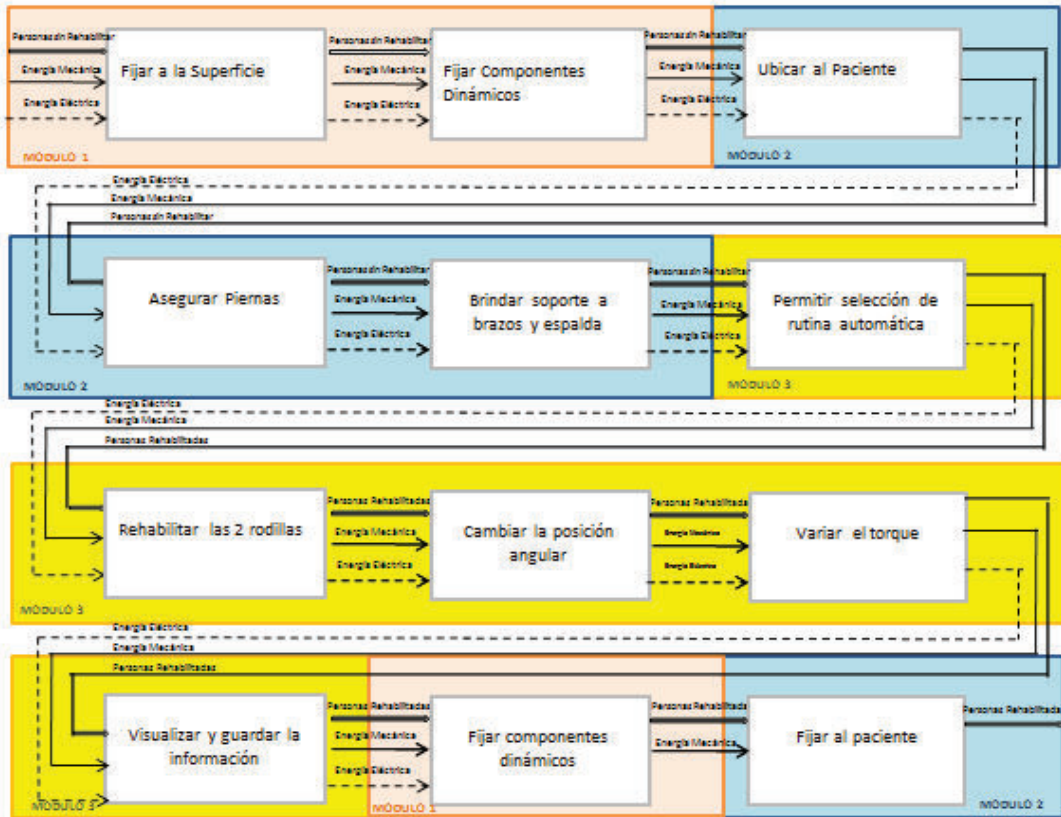 Personas sin Rehabilitar
Energía Mecánica
Energía Eléctrica
Fijar a la Superficie
Personas sin Rehabilitar
Energía Mecánica
Energía Eléctrica
Fijar Componentes
Dinámicos
Personas sin Rehabilitar
Energía Mecánica
Energía Eléctrica
Ubicar al Paciente
MÓDULO 1
MÓDULO 2
Energía Eléctrica
Energía Mecánica
Personas sin Rehabilitar
Asegurar Piernas
Personas sin Rehabilitar
Energía Mecánica
Energía Eléctrica
Brindar soporte a
brazos y espalda
Personas sin Rehabilitar
Energía Mecánica
Energía Eléctrica
Permitir selección de
rutina automática
MÓDULO 2
MÓDULO 3
Energía Eléctrica
Energía Mecánica
Personas Rehabilitadas
Rehabilitar las 2 rodillas
Personas Rehabilitadas
Energía Mecánica
Energía Eléctrica
Cambiar la posición
angular
Personas Rehabilitadas
Energía Mecánica
Energía Eléctrica
Variar el torque
MÓDULO 3
Energía Eléctrica
Energía Mecánica
Personas Rehabilitadas
Visualizar y guardar la
información
Personas Rehabilitadas
Energía Mecánica
Energía Eléctrica
Fijar componentes
dinámicos
Personas Rehabilitadas
Energía Mecánica
Fijar al paciente
Personas Rehabilitadas
MÓDULO 3
MÓDULO 1
MÓDULO 2